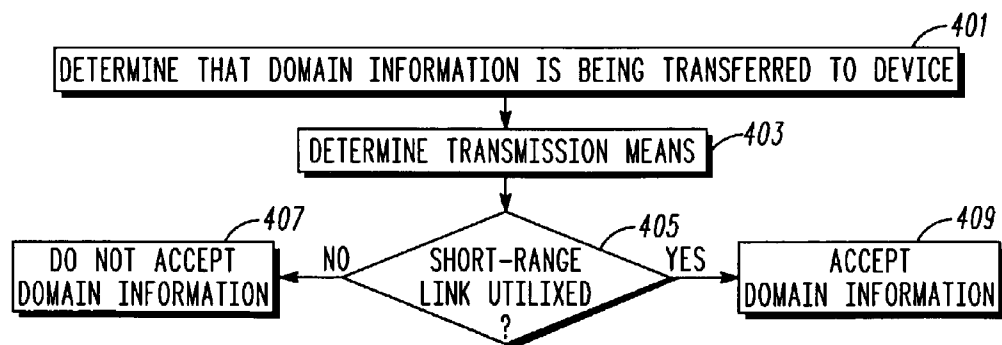 401
DETERMINE THAT DOMAIN INFORMATION IS BEING TRANSFERRED TO DEVICE
403
DETERMINE TRANSMISSION MEANS
407
DO NOT ACCEPT
DOMAIN INFORMATION
NO
405
SHORT-RANGE
LINK UTILIXED
?
YES
409
ACCEPT
DOMAIN INFORMATION